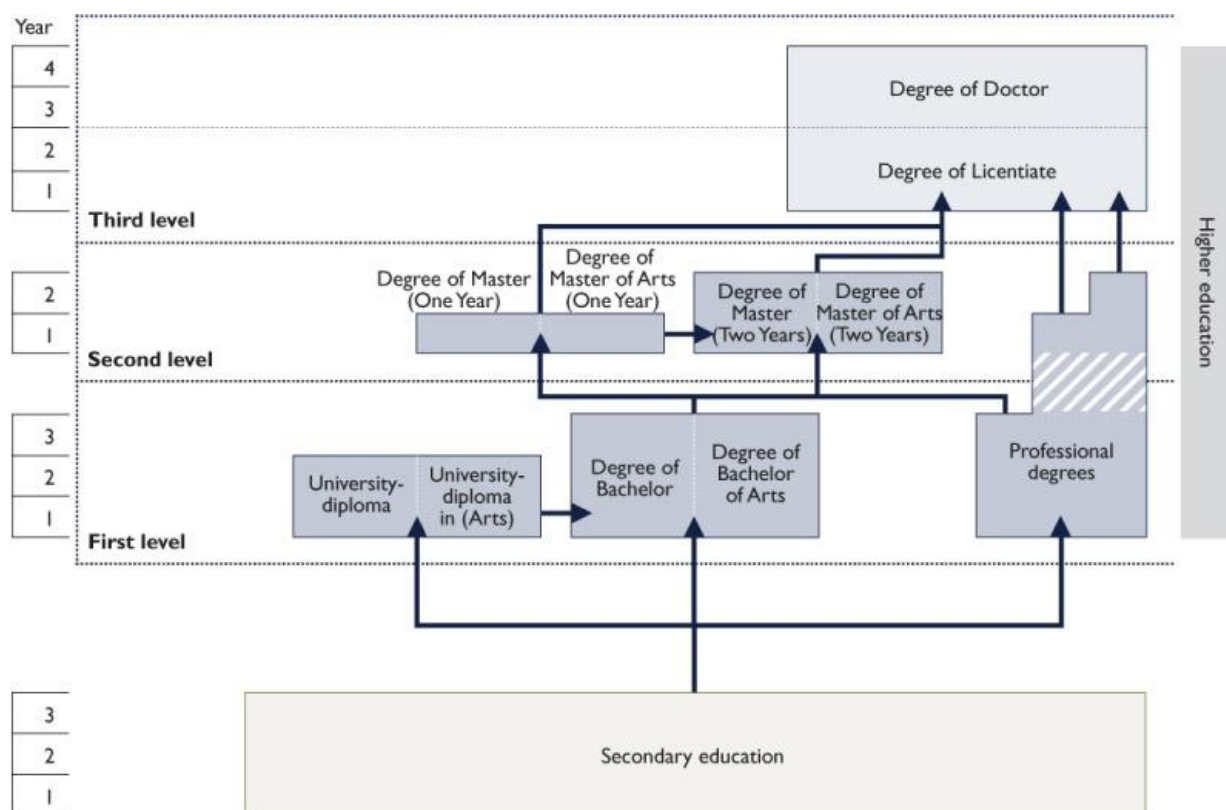 Year
4
3
2
1
Degree of Doctor
Degree of Licentiate
Third level
2
1
Degree of Master
(One Year)
Degree of
Master of Arts
(One Year)
Degree of
Master
(Two Years)
Degree of
Master of Arts
(Two Years)
Second level
3
2
1
University-
diploma
University-
diploma
in (Arts)
Degree of
Bachelor
Degree of
Bachelor
of Arts
Professional
degrees
First level
Higher education
3
2
1
Secondary education